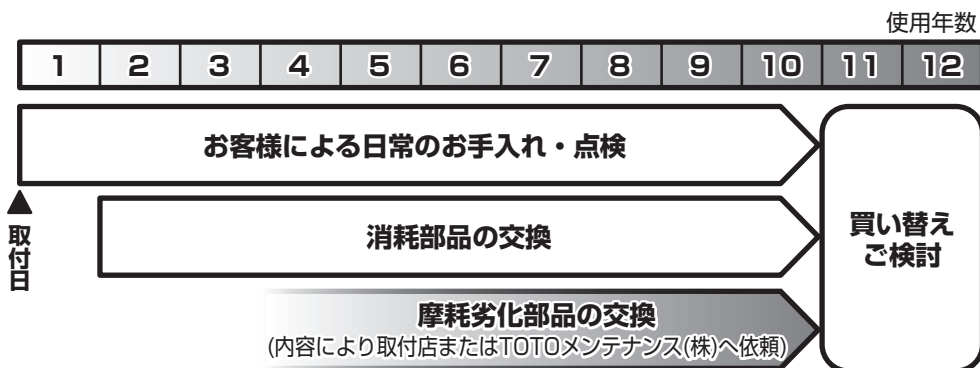 使用年数
1 2 3 4 5 6 7 8 9 10 11 12
お客様による日常のお手入れ・点検
取付日
消耗部品の交換
買い替え
ご検討
摩耗劣化部品の交換
(内容により取付店またはTOTOメンテナンス(株)へ依頼)